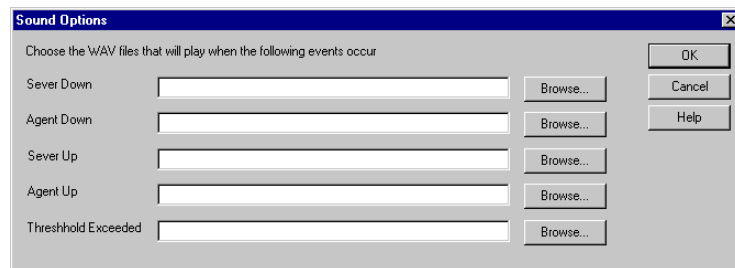 Sound Options
Choose the WAV files that will play when the following events occur
OK
Sever Down
Browse...
Cancel
Agent Down
Browse...
Help
Sever Up
Browse...
Agent Up
Browse...
Threshhold Exceeded
Browse...